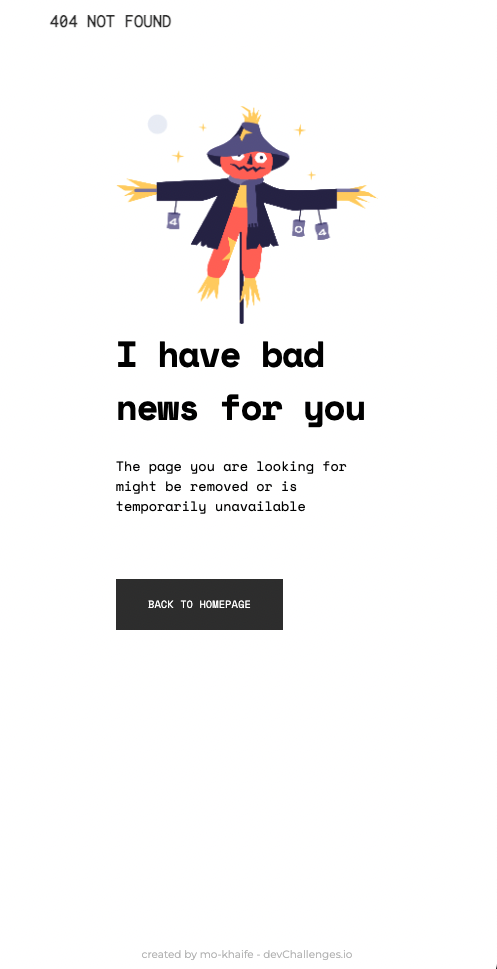 404 NOT FOUND
4 0 4
I have bad
news for you
The page you are looking for
might be removed or is
temporarily unavailable
BACK TO HOMEPAGE
created by mo-khaife - devChallenges.io